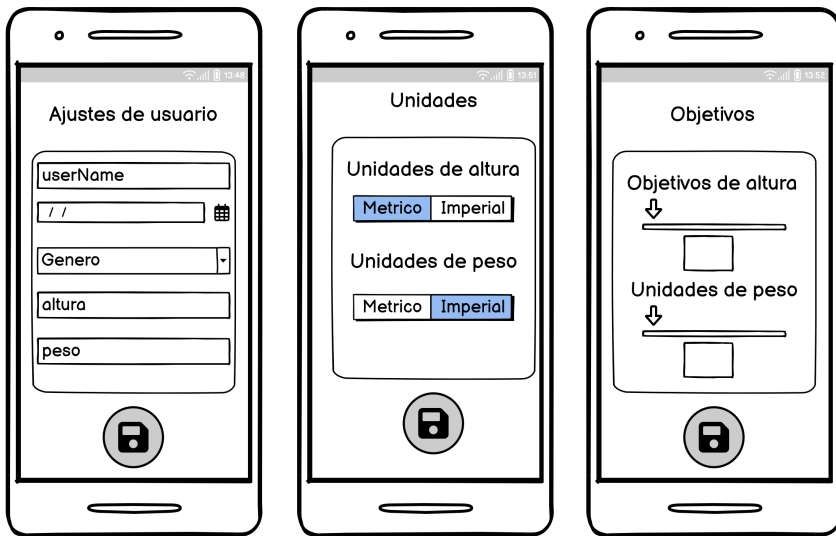 13:48
Ajustes de usuario
userName
/ /
Genero
altura
peso
13:51
Unidades
Unidades de altura
Metrico Imperial
Unidades de peso
Metrico Imperial
13:52
Objetivos
Objetivos de altura
Unidades de peso